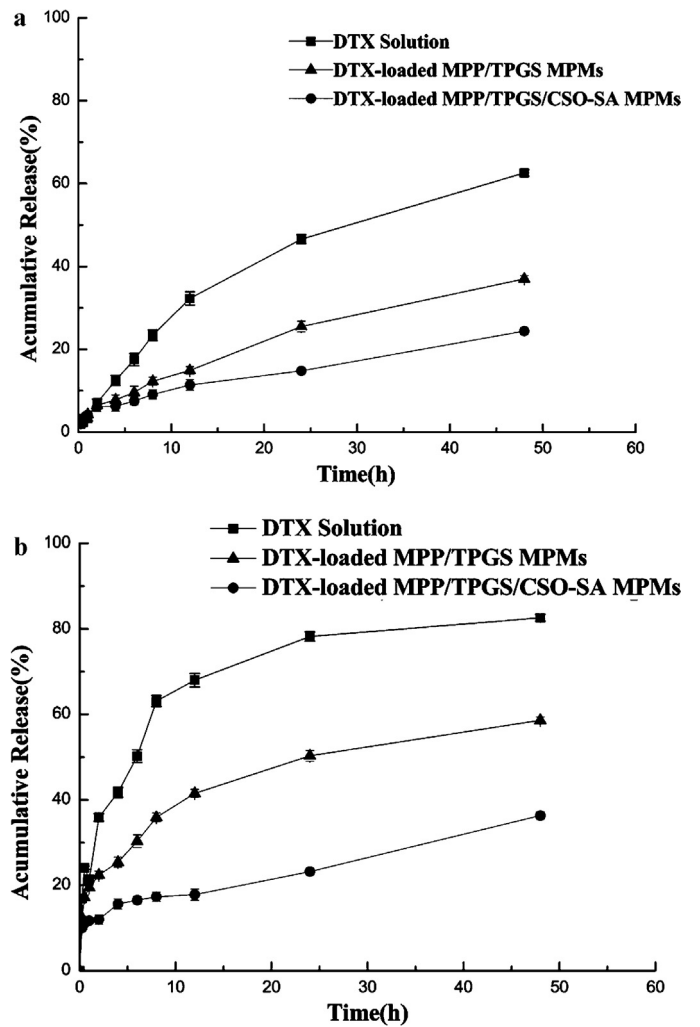 a
DTX Solution
DTX-loaded MPP/TPGS MPMs
DTX-loaded MPP/TPGS/CSO-SA MPMs
Acumulative Release(%)
100
80
60
40
20
0
0 10 20 30 40 50 60
Time(h)
b
DTX Solution
DTX-loaded MPP/TPGS MPMs
DTX-loaded MPP/TPGS/CSO-SA MPMs
Acumulative Release(%)
100
80
60
40
20
0
0 10 20 30 40 50 60
Time(h)